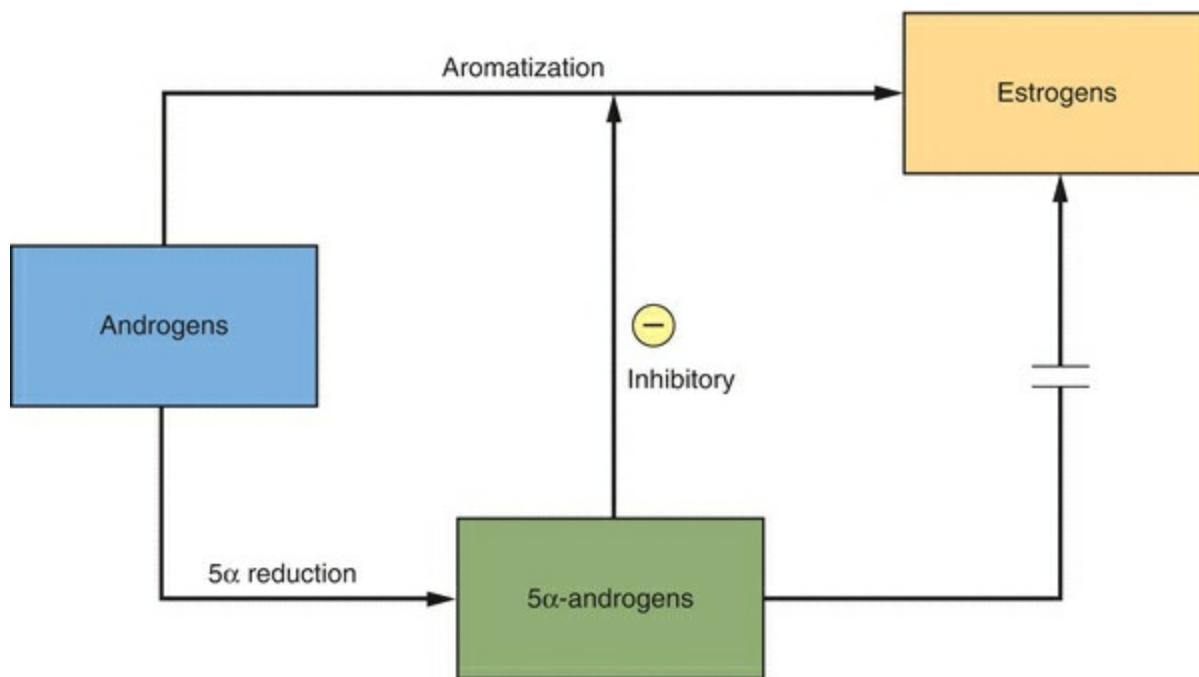 Aromatization
Estrogens
Androgens
−
Inhibitory
5α reduction
5α-androgens